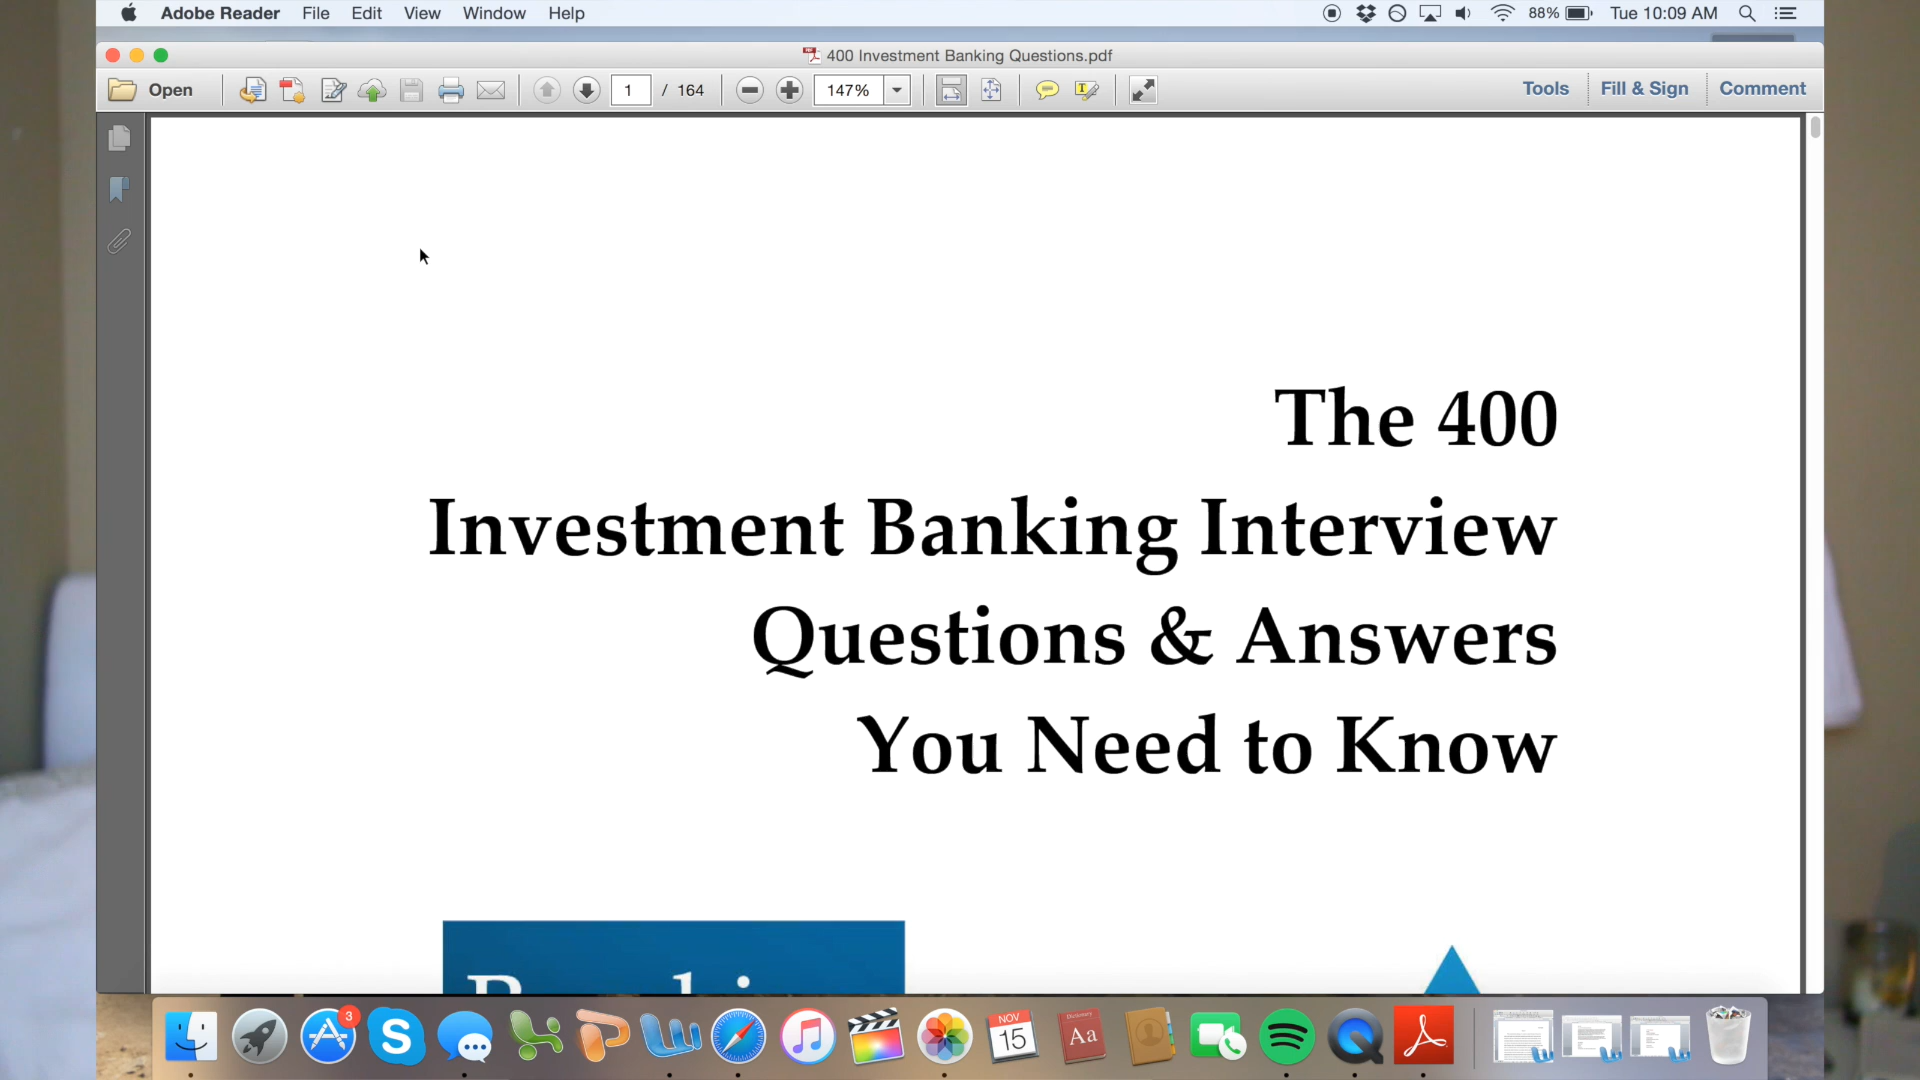 Adobe Reader File Edit View Window Help 88% Tue 10:09 AM
400 Investment Banking Questions.pdf
Open 1 / 164 147% Tools Fill & Sign Comment
The 400
Investment Banking Interview
Questions & Answers
You Need to Know
3
NOV
15
Dictionary
Aa